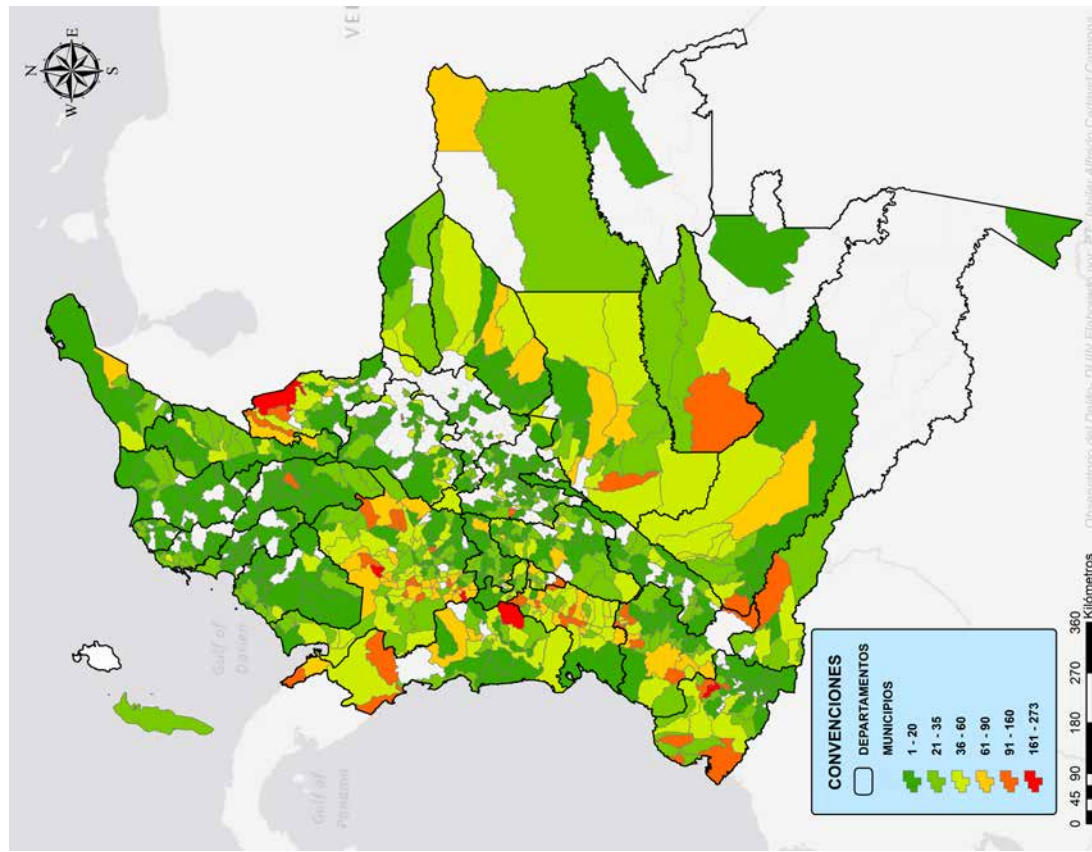 N
W
E
S
VE
Gulf of
Darien
Gulf of
Panama
CONVENCIONES
DEPARTAMENTOS
MUNICIPIOS
1 - 20
21 - 35
36 - 60
61 - 90
91 - 160
161 - 273
0 45 90 180 270 360
Kilómetros